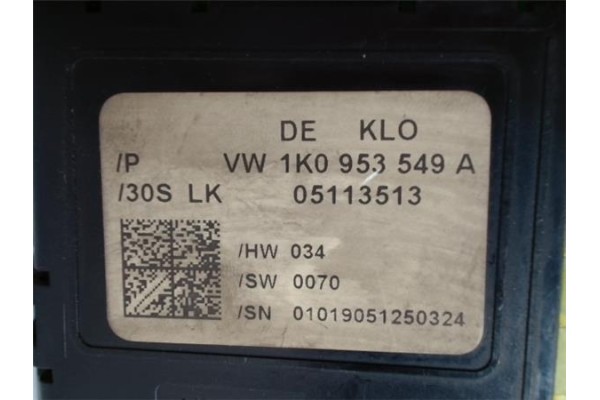 DE KLO
/P VW 1K0 953 549 A
/30S LK 05113513
/HW 034
/SW 0070
/SN 01019051250324